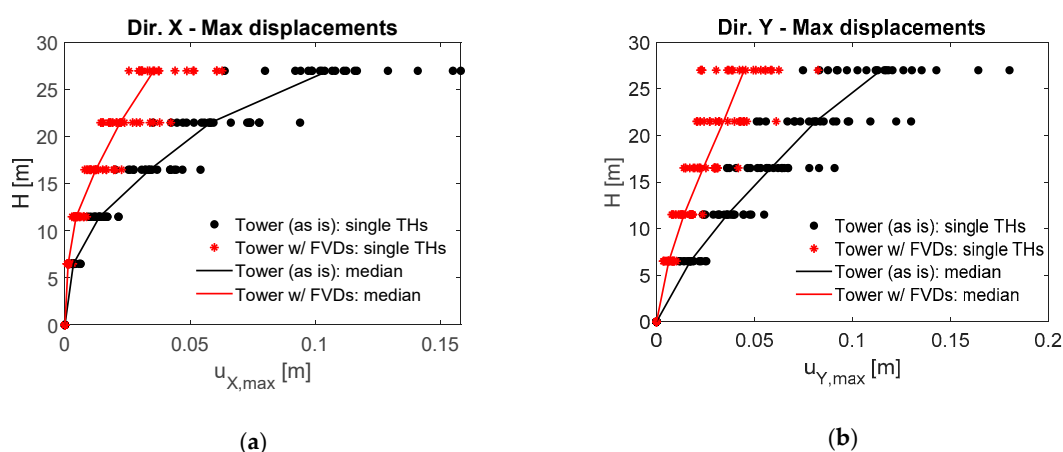 Dir. X - Max displacements
30
25
20
15
10
5
0
H [m]
Tower (as is): single THs
Tower w/ FVDs: single THs
Tower (as is): median
Tower w/ FVDs: median
0 0.05 0.1 0.15
uX,max [m]
(a)
Dir. Y - Max displacements
30
25
20
15
10
5
0
H [m]
Tower (as is): single THs
Tower w/ FVDs: single THs
Tower (as is): median
Tower w/ FVDs: median
0 0.05 0.1 0.15 0.2
uY,max [m]
(b)